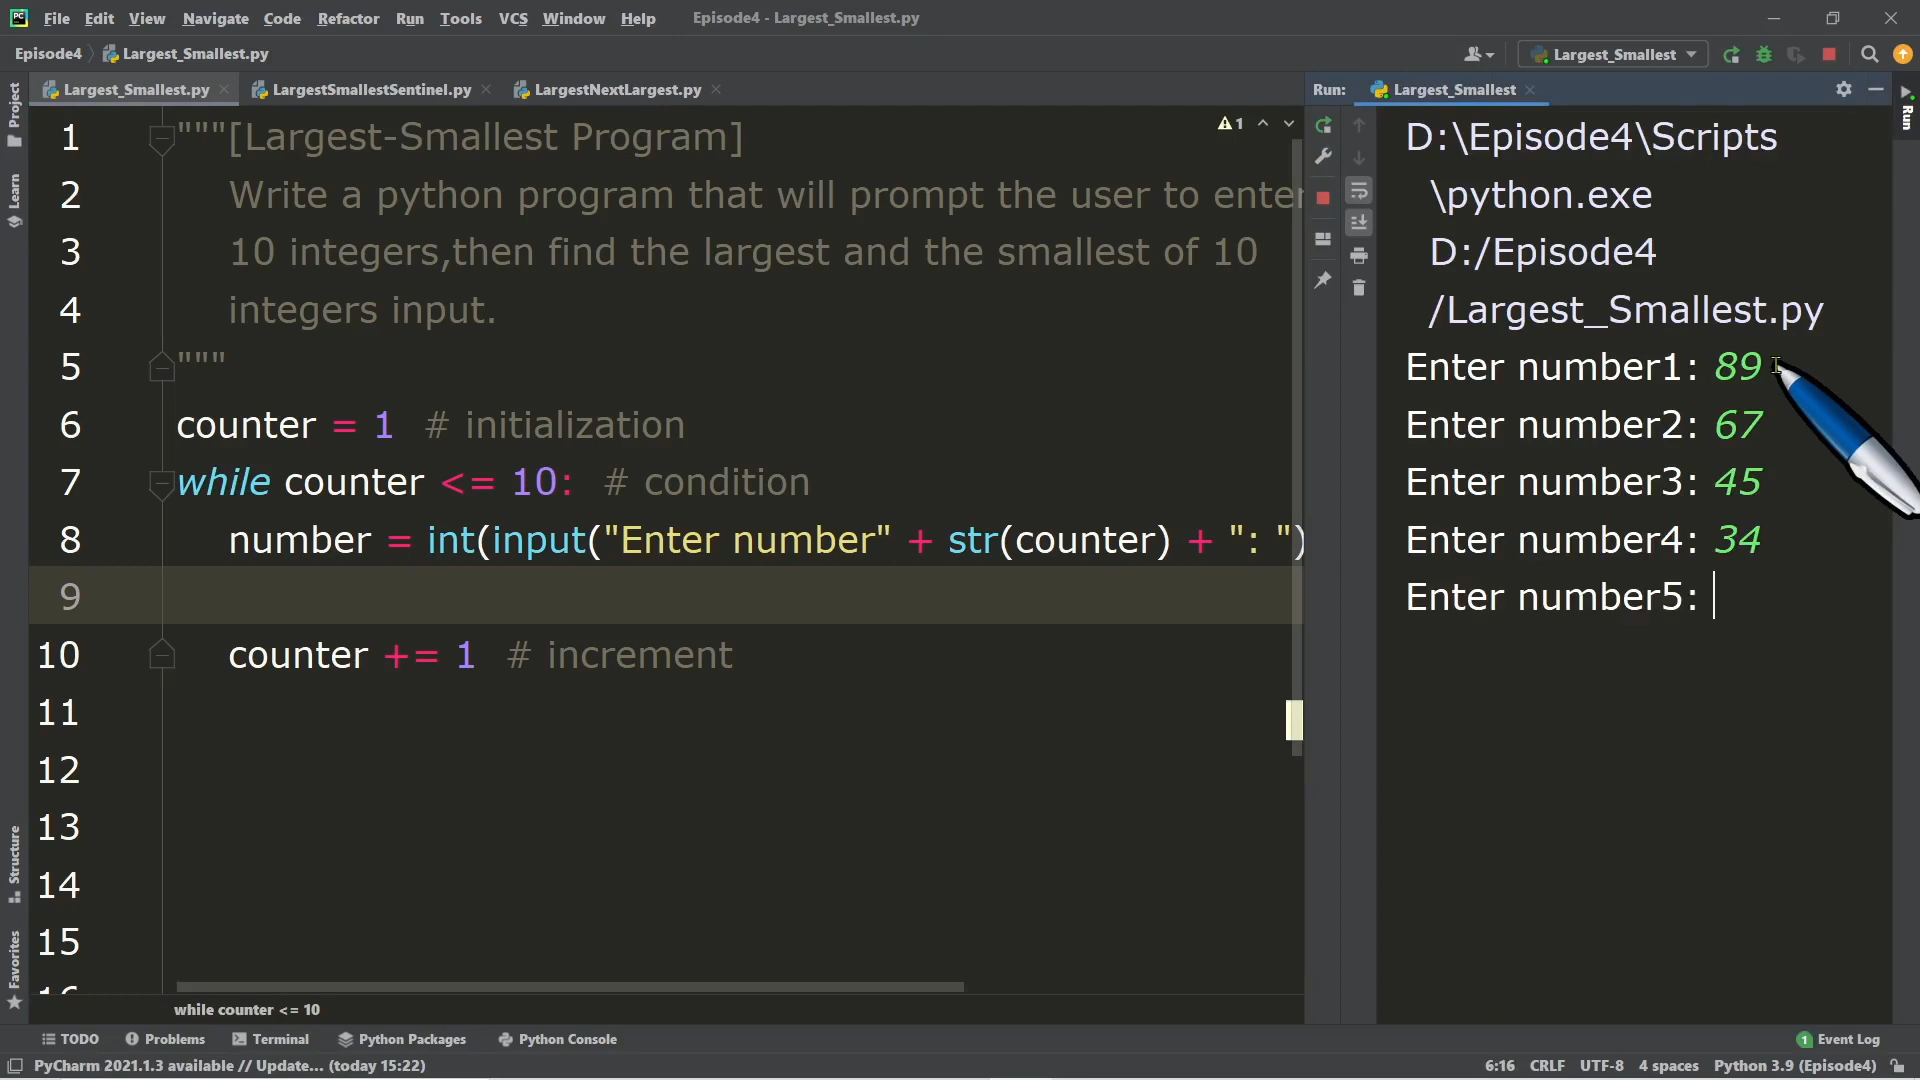 PC File Edit View Navigate Code Refactor Run Tools VCS Window Help Episode4 - Largest_Smallest.py
Episode4 Largest_Smallest.py Largest_Smallest
Largest_Smallest.py LargestSmallestSentinel.py LargestNextLargest.py
1 """[Largest-Smallest Program]
2 Write a python program that will prompt the user to enter
3 10 integers,then find the largest and the smallest of 10
4 integers input.
5 """
6 counter = 1 # initialization
7 while counter <= 10: # condition
8 number = int(input("Enter number" + str(counter) + ": ")
9
10 counter += 1 # increment
11
12
13
14
15
16
1
while counter <= 10
Run: Largest_Smallest
D:\Episode4\Scripts
\python.exe
D:/Episode4
/Largest_Smallest.py
Enter number1: 89
Enter number2: 67
Enter number3: 45
Enter number4: 34
Enter number5:
Project
Learn
Structure
Favorites
Run
TODO Problems Terminal Python Packages Python Console 1 Event Log
PyCharm 2021.1.3 available // Update... (today 15:22) 6:16 CRLF UTF-8 4 spaces Python 3.9 (Episode4)